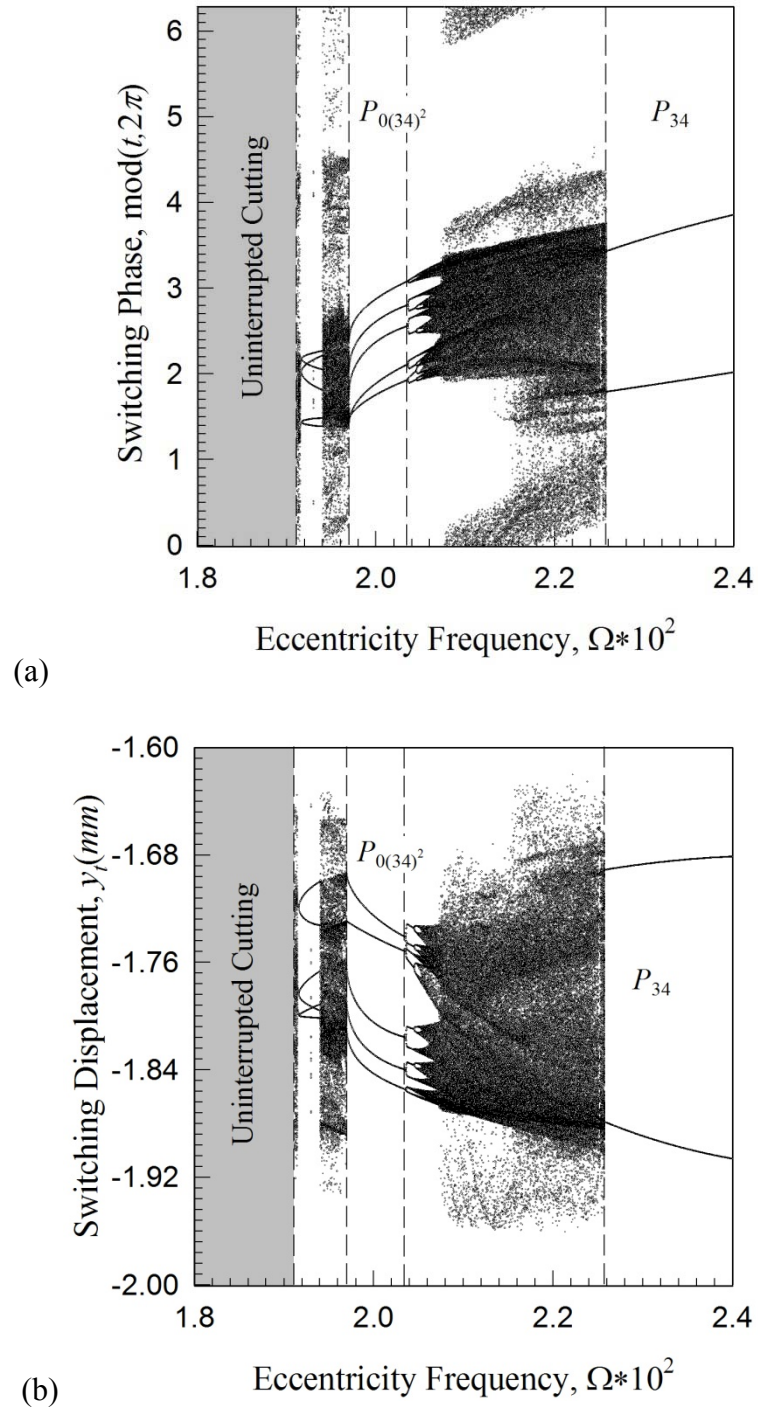 6
5
4
3
2
1
0
Switching Phase, mod(t,2π)
Uninterrupted Cutting
P0(34)²
P34
1.8 2.0 2.2 2.4
Eccentricity Frequency, Ω*10²
(a)
-1.60
-1.68
-1.76
-1.84
-1.92
-2.00
Switching Displacement, yt(mm)
Uninterrupted Cutting
P0(34)²
P34
1.8 2.0 2.2 2.4
Eccentricity Frequency, Ω*10²
(b)